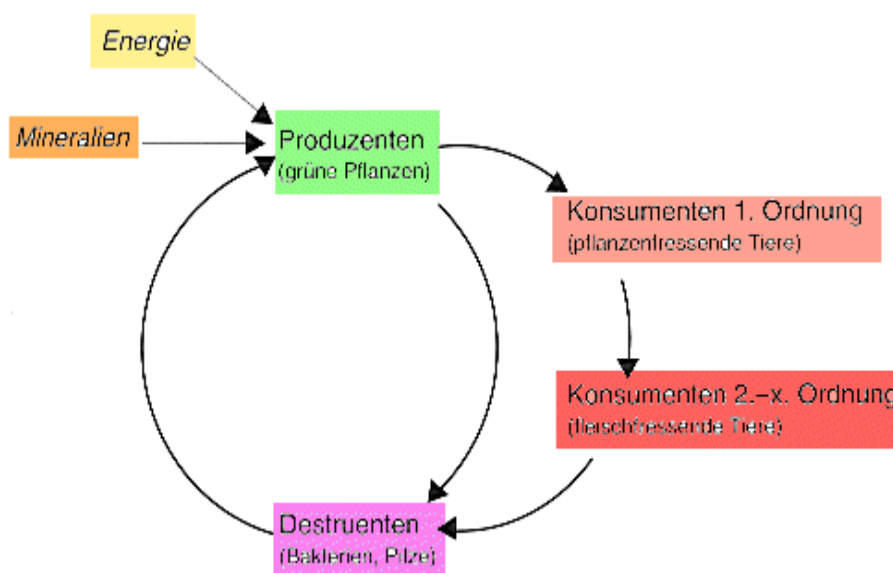 Energie
Mineralien
Produzenten
(grüne Pflanzen)
Konsumenten 1. Ordnung
(pflanzenfressende Tiere)
Konsumenten 2.–x. Ordnung
(fleischfressende Tiere)
Destruenten
(Bakterien, Pilze)